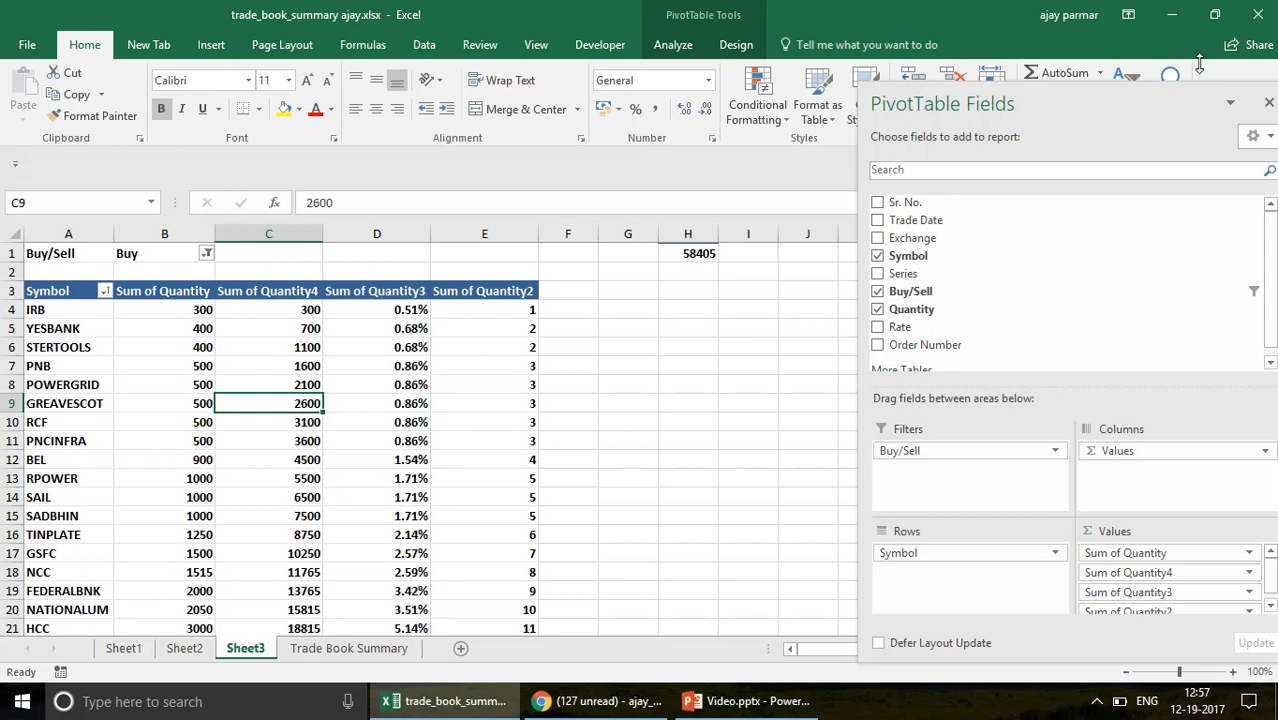 trade_book_summary ajay.xlsx - Excel
PivotTable Tools
ajay parmar
File Home New Tab Insert Page Layout Formulas Data Review View Developer Analyze Design Tell me what you want to do Share
Paste
Cut
Copy
Format Painter
Clipboard
Calibri 11
B I U
Font
Wrap Text
Merge & Center
Alignment
General
Number
Conditional Formatting
Format as Table
AutoSum
C9 2600
A B C D E F G H I J
1 Buy/Sell Buy 58405
2
3 Symbol Sum of Quantity Sum of Quantity4 Sum of Quantity3 Sum of Quantity2
4 IRB 300 300 0.51% 1
5 YESBANK 400 700 0.68% 2
6 STERTOOLS 400 1100 0.68% 2
7 PNB 500 1600 0.86% 3
8 POWERGRID 500 2100 0.86% 3
9 GREAVESCOT 500 2600 0.86% 3
10 RCF 500 3100 0.86% 3
11 PNCINFRA 500 3600 0.86% 3
12 BEL 900 4500 1.54% 4
13 RPOWER 1000 5500 1.71% 5
14 SAIL 1000 6500 1.71% 5
15 SADBHIN 1000 7500 1.71% 5
16 TINPLATE 1250 8750 2.14% 6
17 GSFC 1500 10250 2.57% 7
18 NCC 1515 11765 2.59% 8
19 FEDERALBNK 2000 13765 3.42% 9
20 NATIONALUM 2050 15815 3.51% 10
21 HCC 3000 18815 5.14% 11
PivotTable Fields
Choose fields to add to report:
Search
Sr. No.
Trade Date
Exchange
Symbol
Series
Buy/Sell
Quantity
Rate
Order Number
More Tables
Drag fields between areas below:
Filters Columns
Buy/Sell Σ Values
Rows Σ Values
Symbol Sum of Quantity
Sum of Quantity4
Sum of Quantity3
Sum of Quantity2
Defer Layout Update Update
Sheet1 Sheet2 Sheet3 Trade Book Summary
Ready 100%
Type here to search
trade_book_summ...
(127 unread) - ajay_...
Video.pptx - Power...
ENG
12:57
12-19-2017